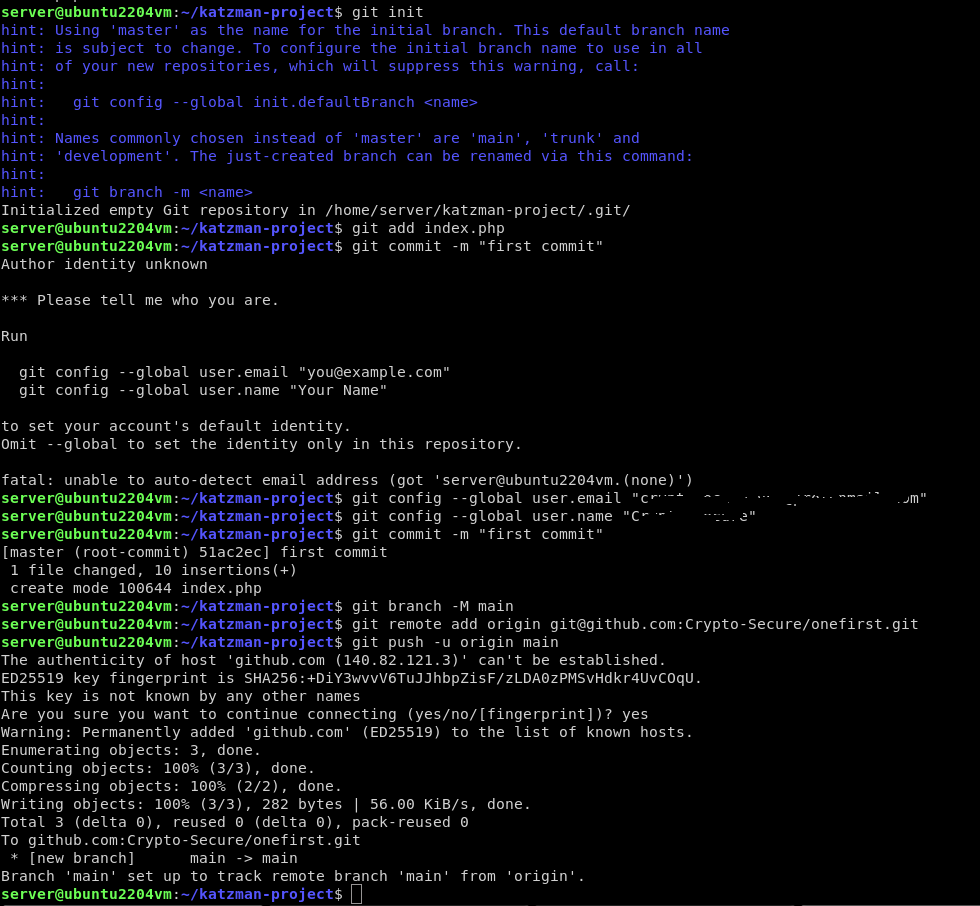 server@ubuntu2204vm:~/katzman-project$ git init
hint: Using 'master' as the name for the initial branch. This default branch name
hint: is subject to change. To configure the initial branch name to use in all
hint: of your new repositories, which will suppress this warning, call:
hint:
hint:   git config --global init.defaultBranch <name>
hint:
hint: Names commonly chosen instead of 'master' are 'main', 'trunk' and
hint: 'development'. The just-created branch can be renamed via this command:
hint:
hint:   git branch -m <name>
Initialized empty Git repository in /home/server/katzman-project/.git/
server@ubuntu2204vm:~/katzman-project$ git add index.php
server@ubuntu2204vm:~/katzman-project$ git commit -m "first commit"
Author identity unknown

*** Please tell me who you are.

Run

  git config --global user.email "you@example.com"
  git config --global user.name "Your Name"

to set your account's default identity.
Omit --global to set the identity only in this repository.

fatal: unable to auto-detect email address (got 'server@ubuntu2204vm.(none)')
server@ubuntu2204vm:~/katzman-project$ git config --global user.email
server@ubuntu2204vm:~/katzman-project$ git config --global user.name
server@ubuntu2204vm:~/katzman-project$ git commit -m "first commit"
[master (root-commit) 51ac2ec] first commit
 1 file changed, 10 insertions(+)
 create mode 100644 index.php
server@ubuntu2204vm:~/katzman-project$ git branch -M main
server@ubuntu2204vm:~/katzman-project$ git remote add origin git@github.com:Crypto-Secure/onefirst.git
server@ubuntu2204vm:~/katzman-project$ git push -u origin main
The authenticity of host 'github.com (140.82.121.3)' can't be established.
ED25519 key fingerprint is SHA256:+DiY3wvvV6TuJJhbpZisF/zLDA0zPMSvHdkr4UvCOqU.
This key is not known by any other names
Are you sure you want to continue connecting (yes/no/[fingerprint])? yes
Warning: Permanently added 'github.com' (ED25519) to the list of known hosts.
Enumerating objects: 3, done.
Counting objects: 100% (3/3), done.
Compressing objects: 100% (2/2), done.
Writing objects: 100% (3/3), 282 bytes | 56.00 KiB/s, done.
Total 3 (delta 0), reused 0 (delta 0), pack-reused 0
To github.com:Crypto-Secure/onefirst.git
 * [new branch]      main -> main
Branch 'main' set up to track remote branch 'main' from 'origin'.
server@ubuntu2204vm:~/katzman-project$